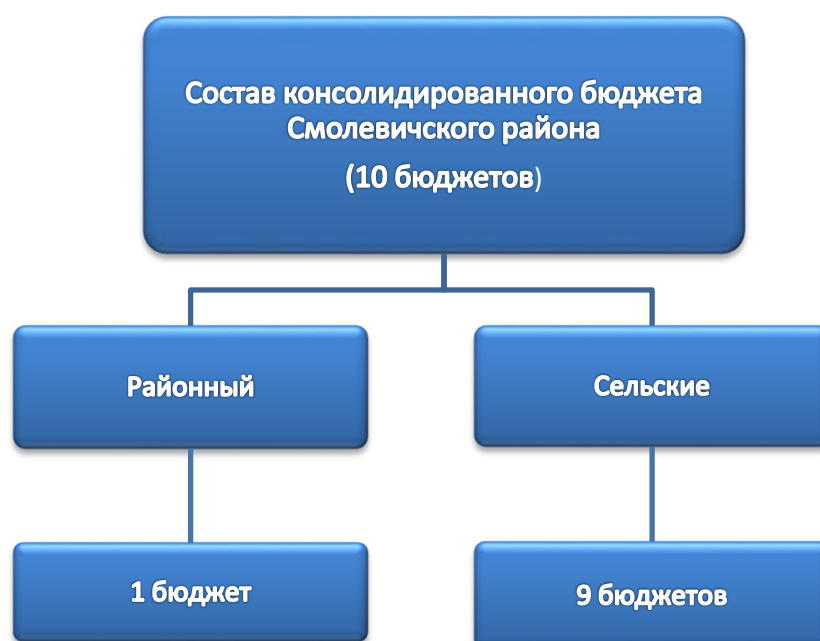 Состав консолидированного бюджета
Смолевичского района
(10 бюджетов)
Районный
Сельские
1 бюджет
9 бюджетов